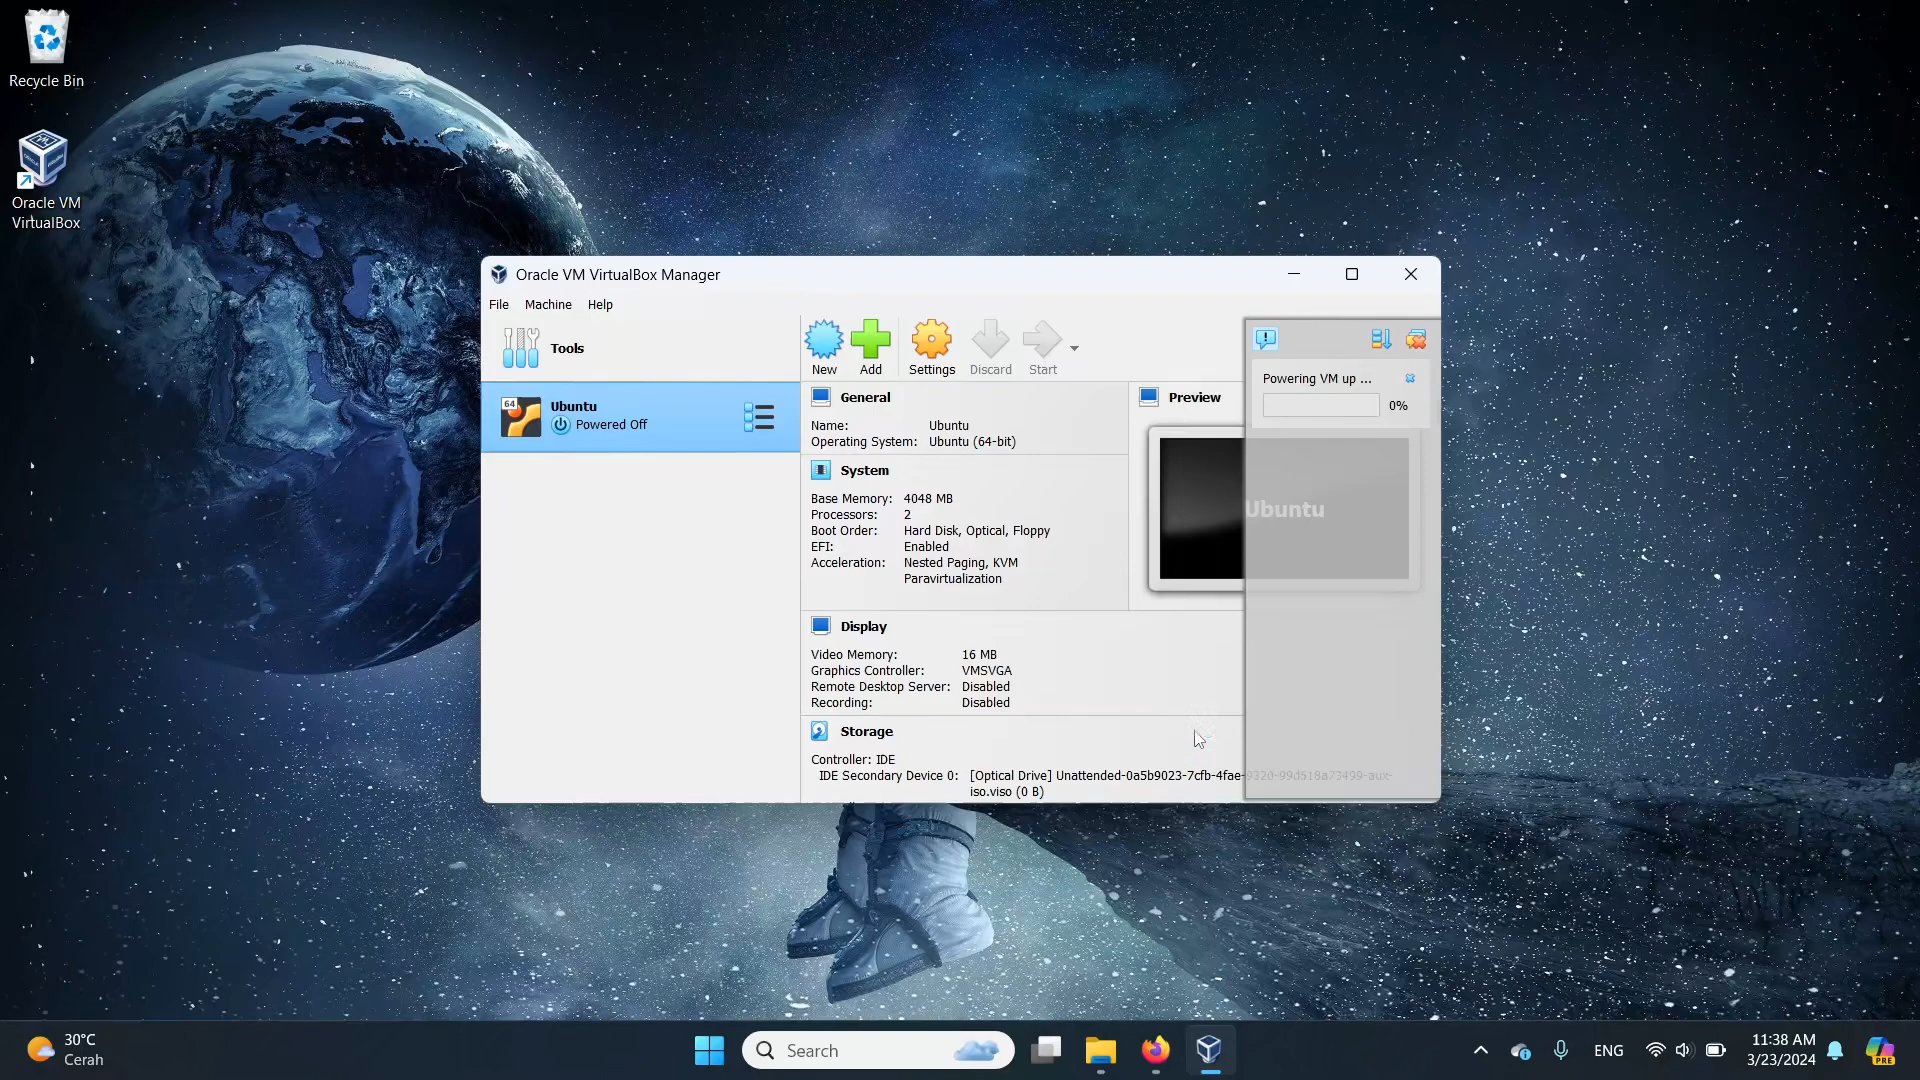 Recycle Bin
Oracle VM
VirtualBox
Oracle VM VirtualBox Manager
File Machine Help
Tools
New Add Settings Discard Start
64
Ubuntu
Powered Off
General
Name: Ubuntu
Operating System: Ubuntu (64-bit)
System
Base Memory: 4048 MB
Processors: 2
Boot Order: Hard Disk, Optical, Floppy
EFI: Enabled
Acceleration: Nested Paging, KVM
Paravirtualization
Preview
Ubuntu
Powering VM up ...
0%
Display
Video Memory: 16 MB
Graphics Controller: VMSVGA
Remote Desktop Server: Disabled
Recording: Disabled
Storage
Controller: IDE
IDE Secondary Device 0: [Optical Drive] Unattended-0a5b9023-7cfb-4fae-9320-99d618a73499-aux-
iso.viso (0 B)
30°C
Cerah
Search
ENG
11:38 AM
3/23/2024
PRE